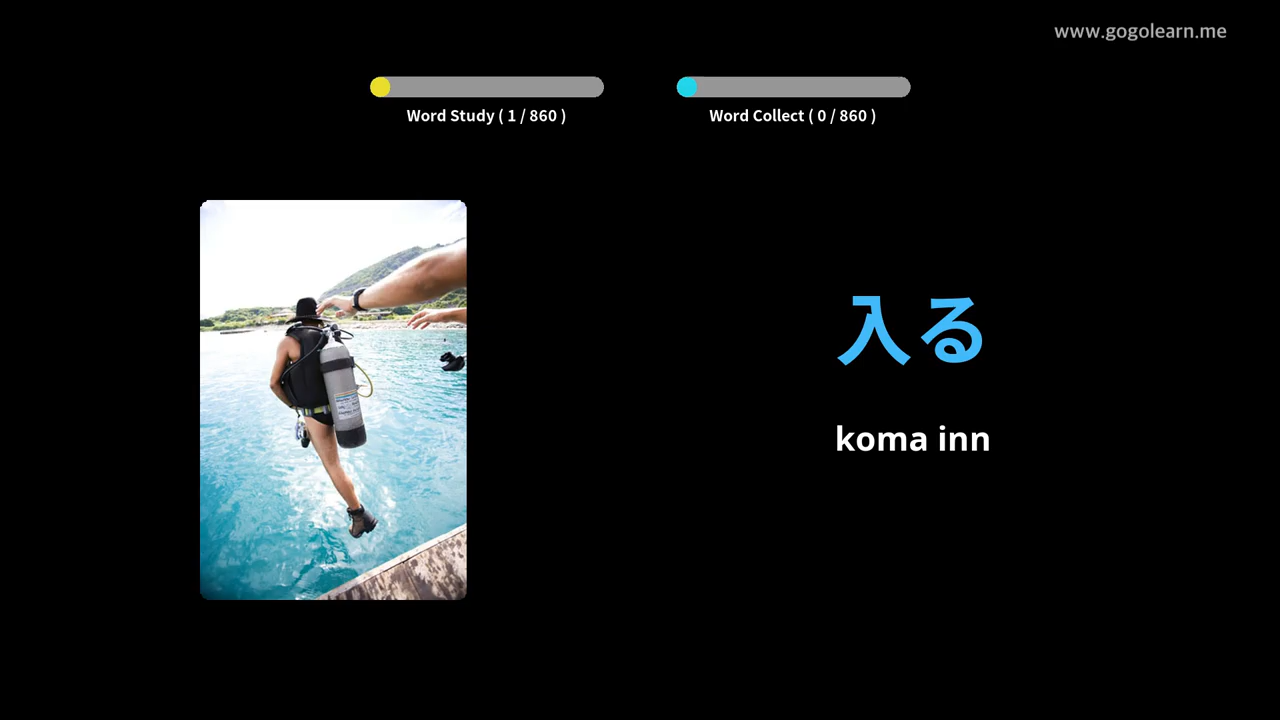 www.gogolearn.me
Word Study ( 1 / 860 )
Word Collect ( 0 / 860 )
入る
koma inn